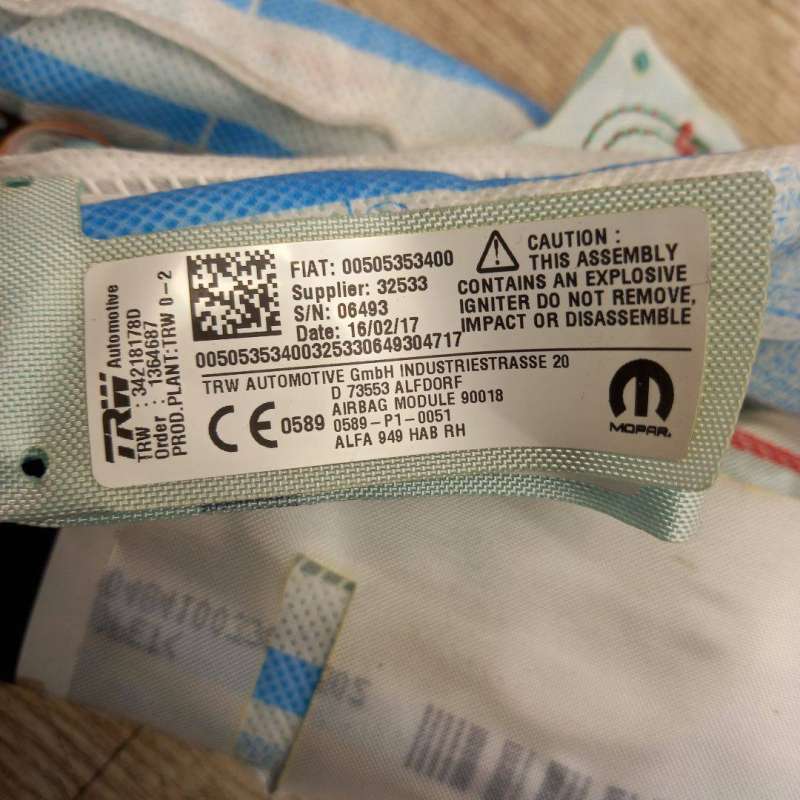 FIAT: 00505353400
Supplier: 32533
S/N: 06493
Date: 16/02/17
00505353400325330649304717
CAUTION :
THIS ASSEMBLY
CONTAINS AN EXPLOSIVE
IGNITER DO NOT REMOVE,
IMPACT OR DISASSEMBLE
TRW Automotive
TRW : 34218178D
Order : 1364687
PROD.PLANT:TRW 0-2
TRW AUTOMOTIVE GmbH INDUSTRIESTRASSE 20
D 73553 ALFDORF
AIRBAG MODULE 90018
CE 0589 0589-P1-0051
ALFA 949 HAB RH
MOPAR